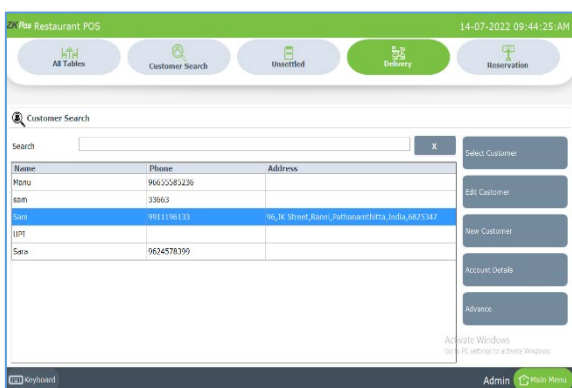 ZKPos Restaurant POS 14-07-2022 09:44:25:AM
All Tables Customer Search Unsettled Delivery Reservation
Customer Search
Search X
Select Customer
Name Phone Address
Manu 96655585236
sam 33663
Edit Customer
Sam 9911196133 96,JK Street,Ranni,Pathanamthitta,India,6825347
UPI
New Customer
Sara 9624578399
Account Details
Advance
Activate Windows
Go to PC settings to activate Windows.
Keyboard Admin Main Menu